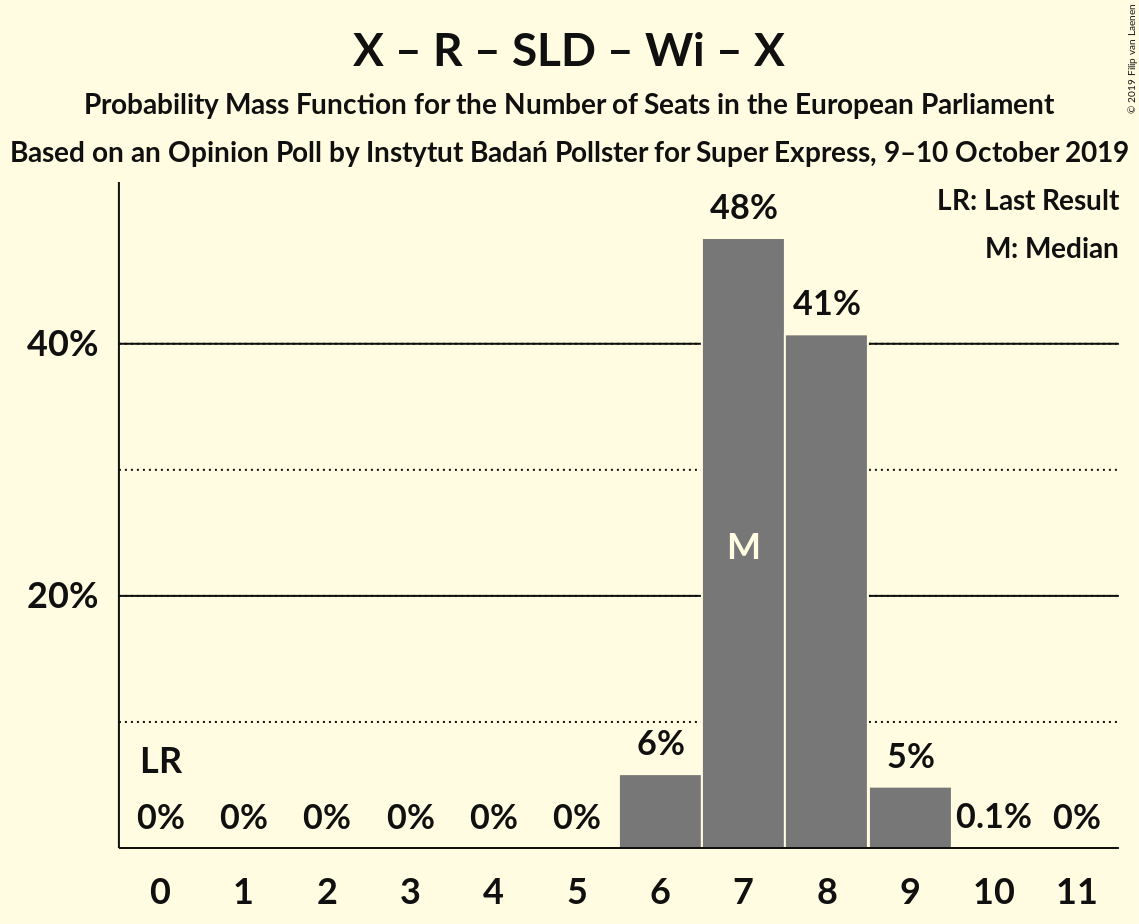 X – R – SLD – Wi – X
Probability Mass Function for the Number of Seats in the European Parliament
Based on an Opinion Poll by Instytut Badań Pollster for Super Express, 9–10 October 2019
© 2019 Filip van Laenen
LR: Last Result
M: Median
48%
41%
40%
M
20%
LR
6%
5%
0% 0% 0% 0% 0% 0% 0.1% 0%
0 1 2 3 4 5 6 7 8 9 10 11